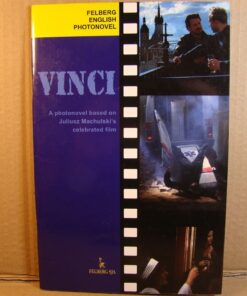 FELBERG
ENGLISH
PHOTONOVEL
VINCI
A photonovel based on
Juliusz Machulski's
celebrated film
FELBERG SJA